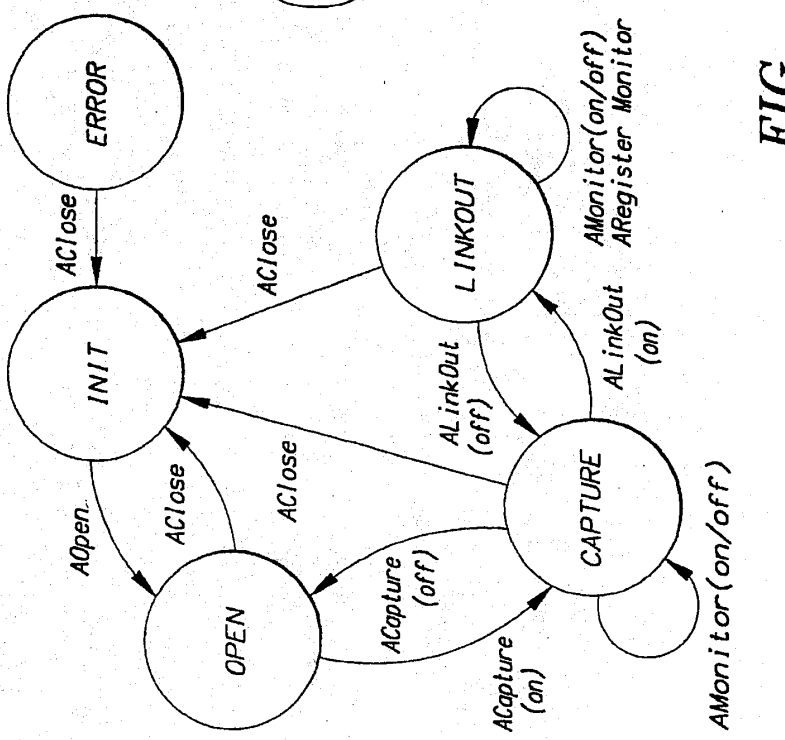 ERROR
AClose
INIT
AOpen
AClose
OPEN
AClose
AClose
LINKOUT
AMonitor(on/off)
ARegister Monitor
ALinkOut
(off)
ALinkOut
(on)
ACapture
(off)
ACapture
(on)
CAPTURE
AMonitor(on/off)
FIG